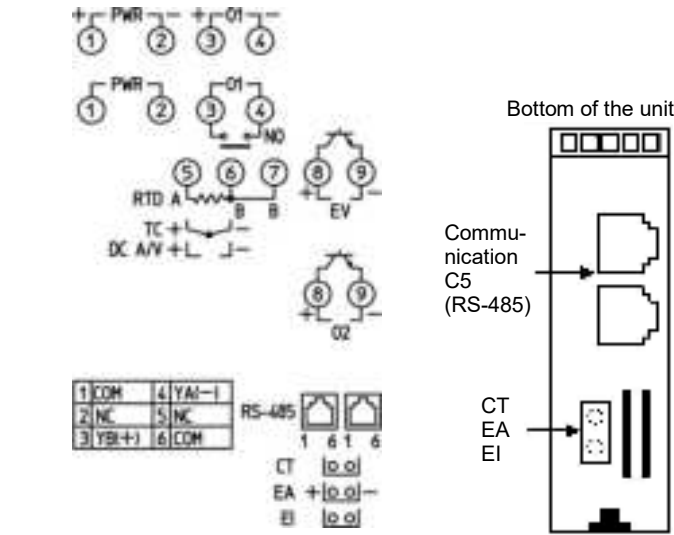 + PWR - + O1 -
1 2 3 4
PWR O1
1 2 3 4
NO
5 6 7 8 9
RTD A B B + EV -
TC + -
DC A/V + -
8 9
+ O2 -
1 COM 4 YA(-)
2 NC 5 NC
3 YB(+) 6 COM
RS-485
1 6 1 6
CT
EA + -
EI
Bottom of the unit
Commu-
nication
C5
(RS-485)
CT
EA
EI